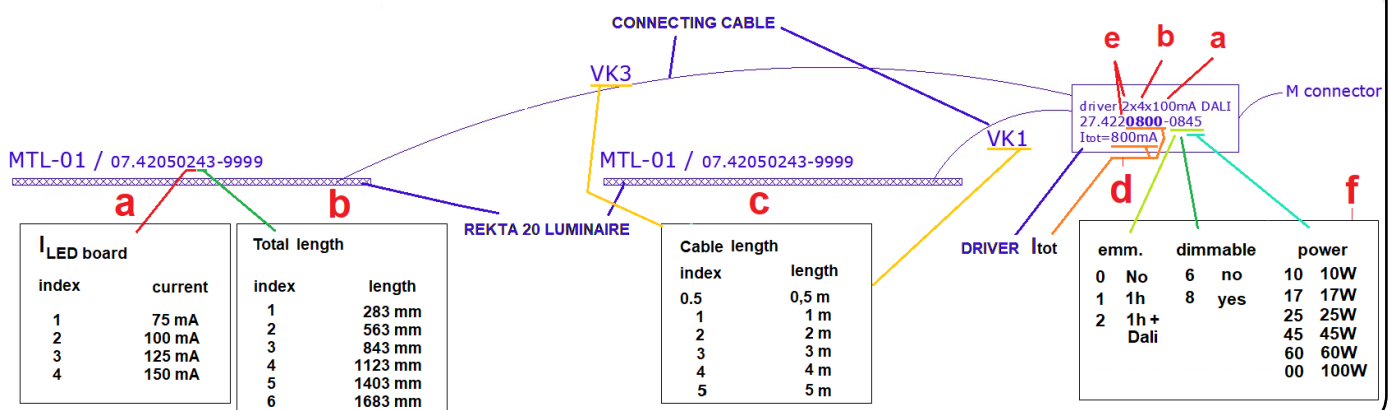 CONNECTING CABLE
e b a
VK3
M connector
driver 2x4x100mA DALI
27.4220800-0845
Itot=800mA
VK1
MTL-01 / 07.42050243-9999
MTL-01 / 07.42050243-9999
a
b
c
d
f
REKTA 20 LUMINAIRE
DRIVER Itot
ILED board
index current
1 75 mA
2 100 mA
3 125 mA
4 150 mA
Total length
index length
1 283 mm
2 563 mm
3 843 mm
4 1123 mm
5 1403 mm
6 1683 mm
Cable length
index length
0.5 0,5 m
1 1 m
2 2 m
3 3 m
4 4 m
5 5 m
emm. dimmable power
0 No 6 no 10 10W
1 1h 8 yes 17 17W
2 1h + 25 25W
Dali 45 45W
60 60W
00 100W